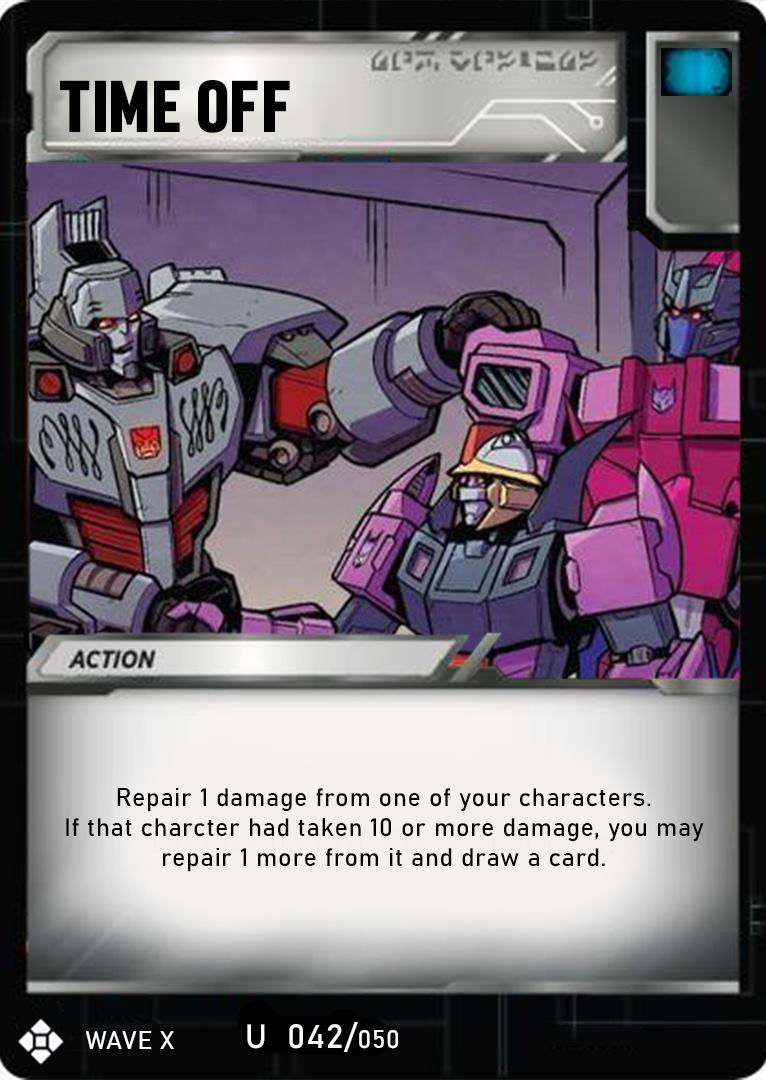 TIME OFF
ACTION
Repair 1 damage from one of your characters.
If that charcter had taken 10 or more damage, you may
repair 1 more from it and draw a card.
WAVE X
U 042/050